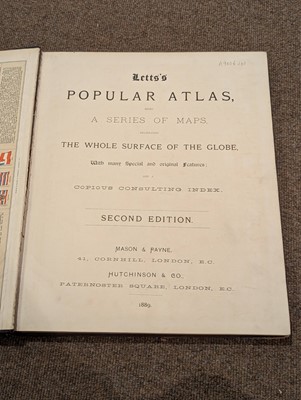 Letts's
POPULAR ATLAS,
A SERIES OF MAPS.
THE WHOLE SURFACE OF THE GLOBE,
With many Special and original Features;
AND A
COPIOUS CONSULTING INDEX.
SECOND EDITION.
MASON & PAYNE,
41, CORNHILL, LONDON, E.C.
HUTCHINSON & CO.
PATERNOSTER SQUARE, LONDON, E.C.
1889.